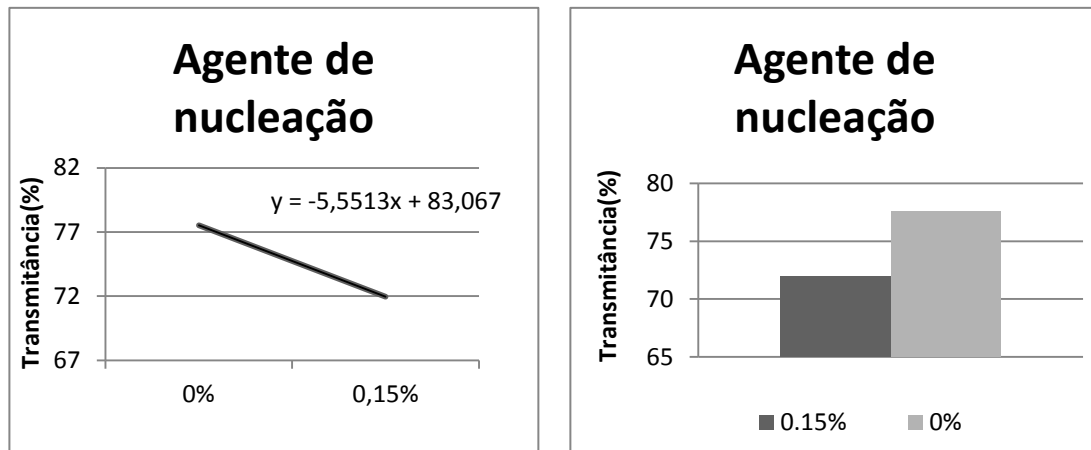 Agente de
nucleação
Transmitância(%)
82
77
72
67
y = -5,5513x + 83,067
0%
0,15%
Agente de
nucleação
Transmitância(%)
80
75
70
65
0.15%
0%